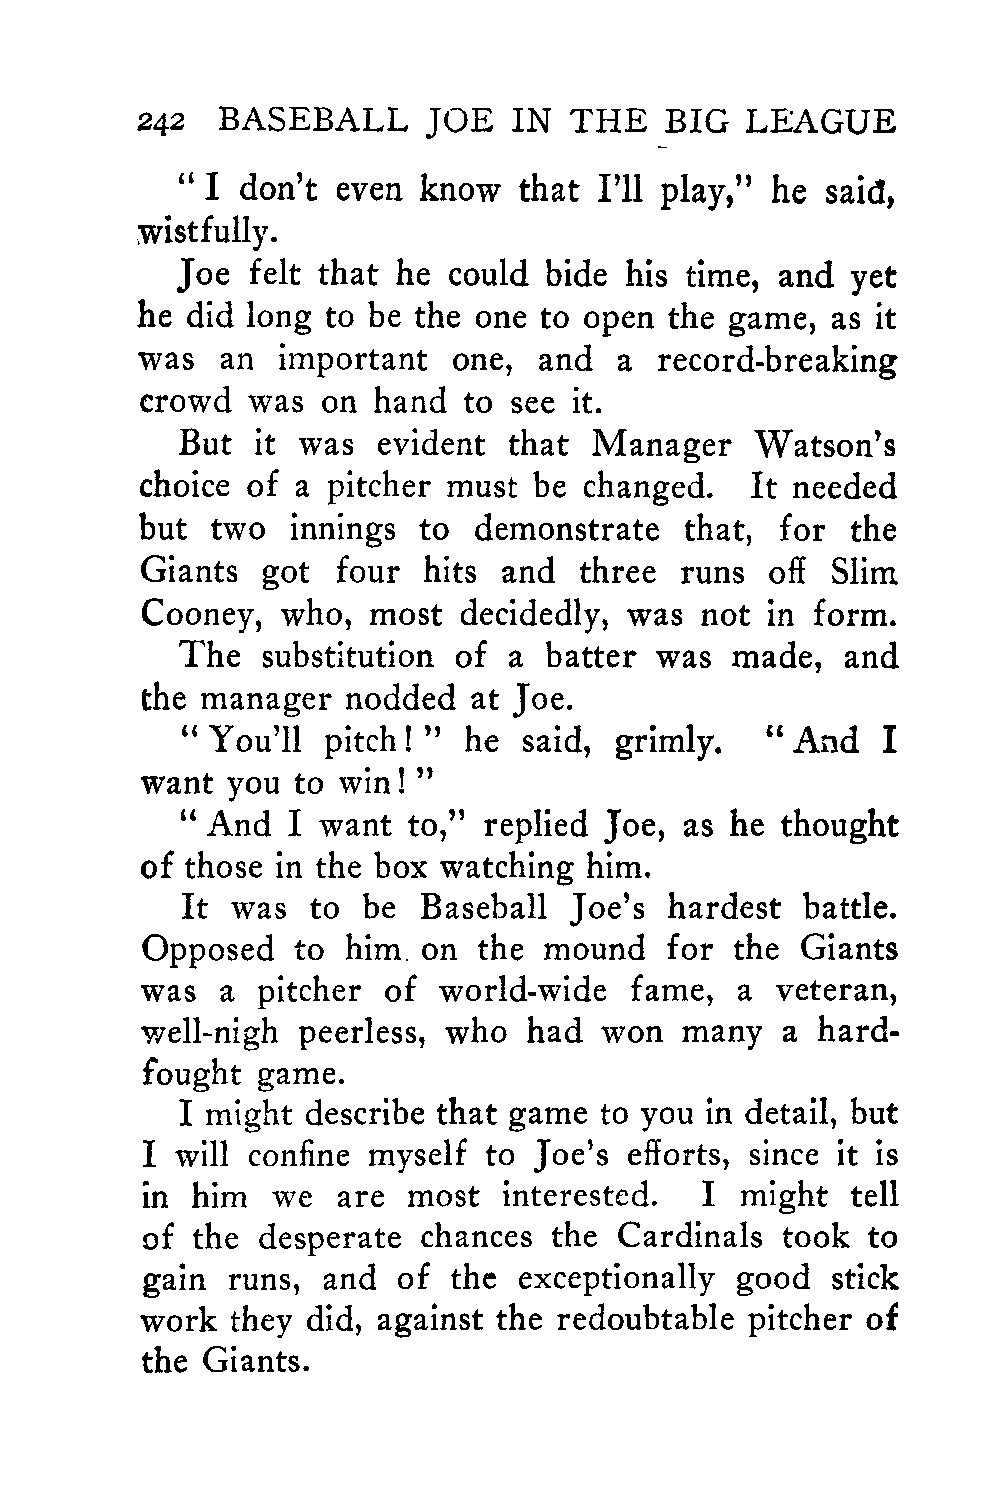 242 BASEBALL JOE IN THE BIG LEAGUE
" I don't even know that I'll play," he said,
wistfully.
Joe felt that he could bide his time, and yet
he did long to be the one to open the game, as it
was an important one, and a record-breaking
crowd was on hand to see it.
But it was evident that Manager Watson's
choice of a pitcher must be changed. It needed
but two innings to demonstrate that, for the
Giants got four hits and three runs off Slim
Cooney, who, most decidedly, was not in form.
The substitution of a batter was made, and
the manager nodded at Joe.
" You'll pitch! " he said, grimly. " And I
want you to win! "
" And I want to," replied Joe, as he thought
of those in the box watching him.
It was to be Baseball Joe's hardest battle.
Opposed to him. on the mound for the Giants
was a pitcher of world-wide fame, a veteran,
well-nigh peerless, who had won many a hard-
fought game.
I might describe that game to you in detail, but
I will confine myself to Joe's efforts, since it is
in him we are most interested. I might tell
of the desperate chances the Cardinals took to
gain runs, and of the exceptionally good stick
work they did, against the redoubtable pitcher of
the Giants.